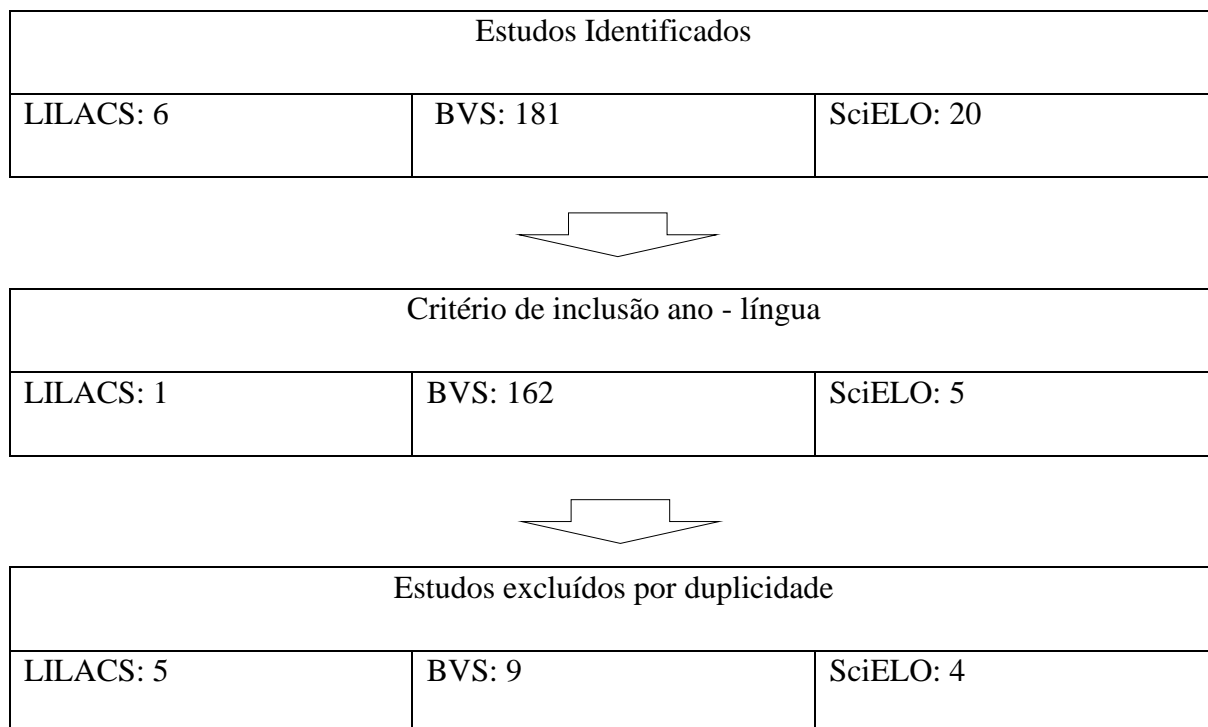 Estudos Identificados
LILACS: 6 BVS: 181 SciELO: 20
Critério de inclusão ano - língua
LILACS: 1 BVS: 162 SciELO: 5
Estudos excluídos por duplicidade
LILACS: 5 BVS: 9 SciELO: 4